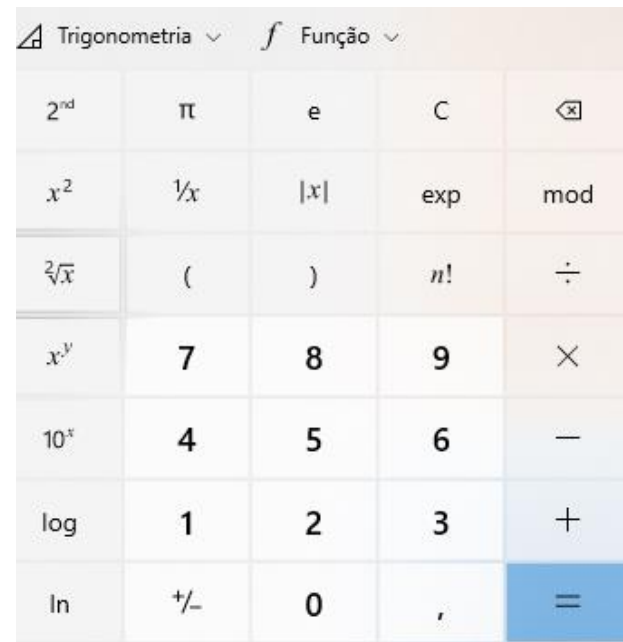 Trigonometria f Função
2ⁿᵈ π e C
x² ¹/x |x| exp mod
²√x ( ) n! ÷
xʸ 7 8 9 ×
10ˣ 4 5 6 −
log 1 2 3 +
ln +/− 0 , =